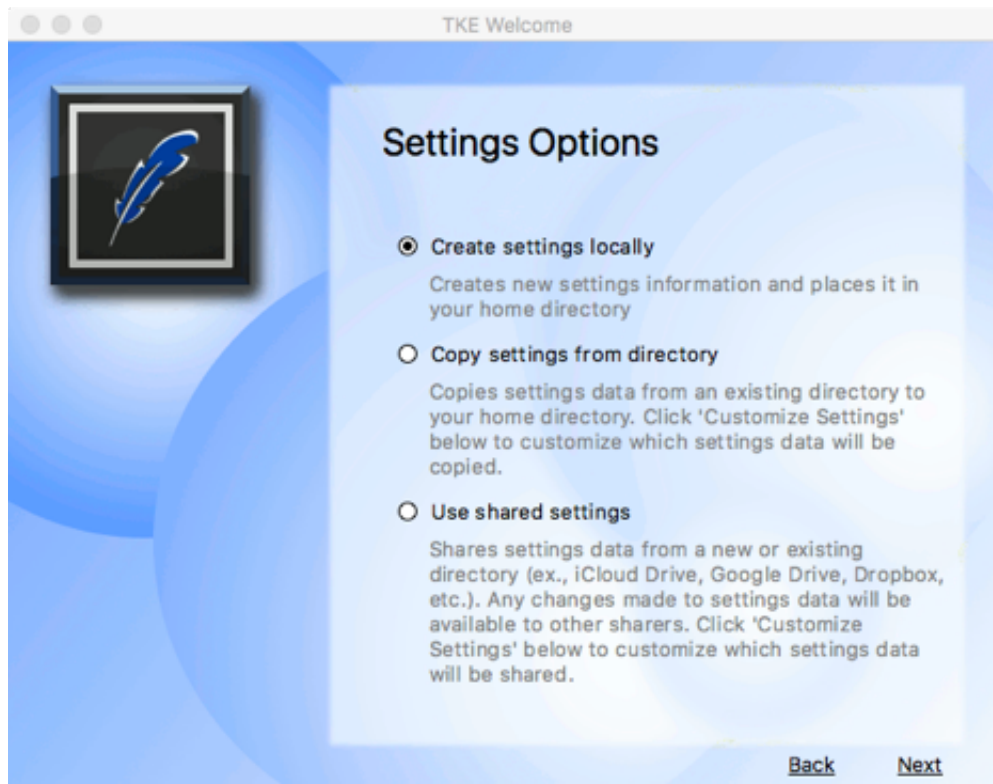 TKE Welcome
Settings Options
Create settings locally
Creates new settings information and places it in
your home directory
Copy settings from directory
Copies settings data from an existing directory to
your home directory. Click 'Customize Settings'
below to customize which settings data will be
copied.
Use shared settings
Shares settings data from a new or existing
directory (ex., iCloud Drive, Google Drive, Dropbox,
etc.). Any changes made to settings data will be
available to other sharers. Click 'Customize
Settings' below to customize which settings data
will be shared.
Back Next